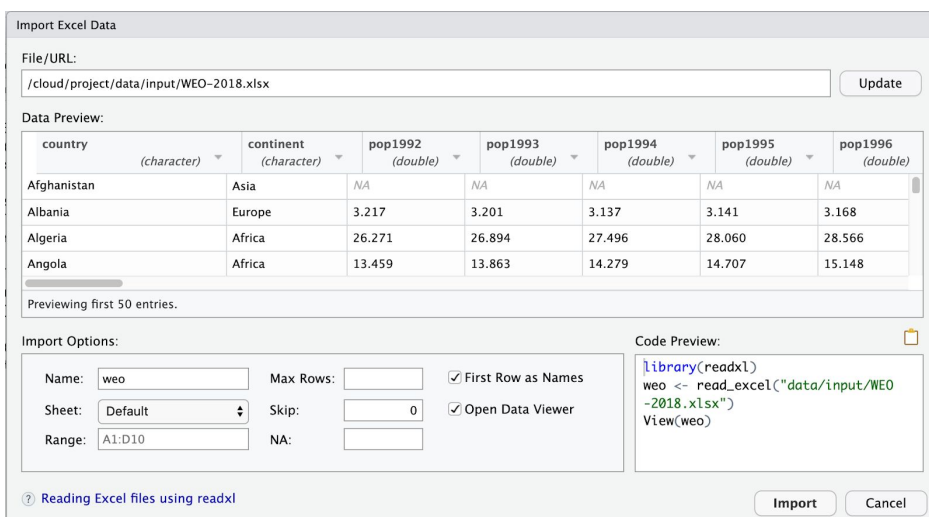 Import Excel Data
File/URL:
/cloud/project/data/input/WEO-2018.xlsx Update
Data Preview:
country continent pop1992 pop1993 pop1994 pop1995 pop1996
(character) (character) (double) (double) (double) (double) (double)
Afghanistan Asia NA NA NA NA NA
Albania Europe 3.217 3.201 3.137 3.141 3.168
Algeria Africa 26.271 26.894 27.496 28.060 28.566
Angola Africa 13.459 13.863 14.279 14.707 15.148
Previewing first 50 entries.
Import Options:
Name: weo Max Rows: First Row as Names
Sheet: Default Skip: 0 Open Data Viewer
Range: A1:D10 NA:
Code Preview:
library(readxl)
weo <- read_excel("data/input/WEO
-2018.xlsx")
View(weo)
? Reading Excel files using readxl
Import Cancel